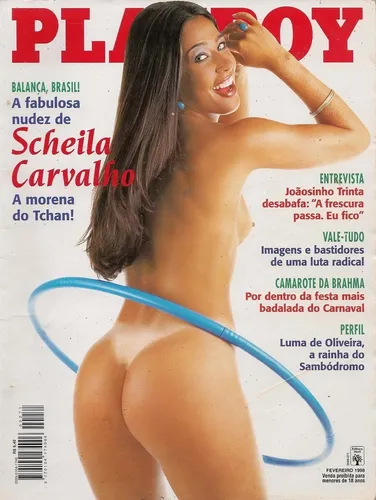 PLAYBOY
BALANÇA, BRASIL!
A fabulosa
nudez de
Scheila
Carvalho
A morena
do Tchan!
ENTREVISTA
Joãosinho Trinta
desabafa: “A frescura
passa. Eu fico”
VALE-TUDO
Imagens e bastidores
de uma luta radical
CAMAROTE DA BRAHMA
Por dentro da festa mais
badalada do Carnaval
PERFIL
Luma de Oliveira,
a rainha do
Sambódromo
FEVEREIRO 1998
Venda proibida para
menores de 18 anos